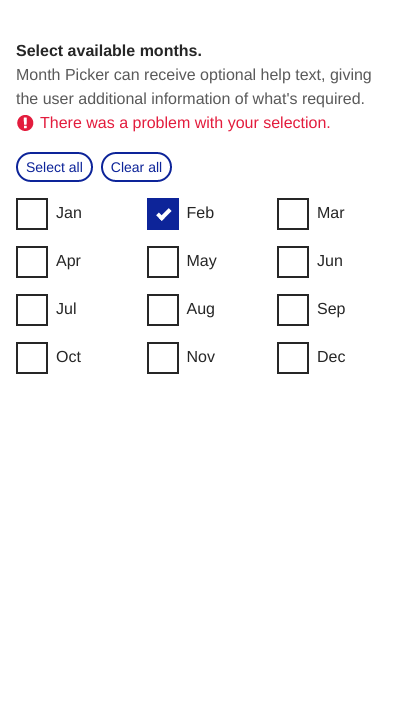 Select available months.
Month Picker can receive optional help text, giving
the user additional information of what's required.
There was a problem with your selection.
Select all Clear all
Jan Feb Mar
Apr May Jun
Jul Aug Sep
Oct Nov Dec